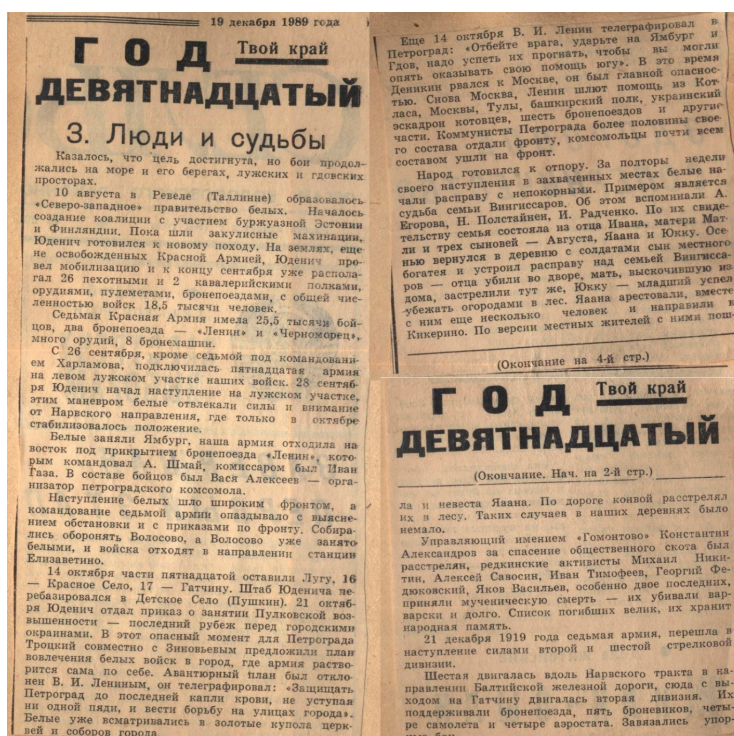 19 декабря 1989 года
ГОД Твой край
ДЕВЯТНАДЦАТЫЙ
3. Люди и судьбы
Казалось, что цель достигнута, но бои продол-
жались на море и его берегах, лужских и гдовских
просторах.
10 августа в Ревеле (Таллинне) образовалось
«Северо-западное» правительство белых. Началось
создание коалиции с участием буржуазной Эстонии
и Финляндии. Пока шли закулисные махинации,
Юденич готовился к новому походу. На землях, еще
не освобожденных Красной Армией, Юденич про-
вел мобилизацию и к концу сентября уже распола-
гал 26 пехотными и 2 кавалерийскими полками,
орудиями, пулеметами, бронепоездами, с общей чис-
ленностью войск 18,5 тысячи человек.
Седьмая Красная Армия имела 25,5 тысячи бой-
цов, два бронепоезда — «Ленин» и «Черноморец»,
много орудий, 8 бронемашин.
С 26 сентября, кроме седьмой под командовани-
ем Харламова, подключилась пятнадцатая армия
на левом лужском участке наших войск. 28 сентяб-
ря Юденич начал наступление на лужском участке,
этим маневром белые отвлекали силы и внимание
от Нарвского направления, где только в октябре
стабилизовалось положение.
Белые заняли Ямбург, наша армия отходила на
восток под прикрытием бронепоезда «Ленин», кото-
рым командовал А. Шмай, комиссаром был Иван
Газа. В составе бойцов был Вася Алексеев — орга-
низатор петроградского комсомола.
Наступление белых шло широким фронтом, а
командование седьмой армии опаздывало с выясне-
нием обстановки и с приказами по фронту. Собира-
лись оборонять Волосово, а Волосово уже занято
белыми, и войска отходят в направлении станции
Елизаветино.
14 октября части пятнадцатой оставили Лугу, 16
— Красное Село, 17 — Гатчину. Штаб Юденича пе-
ребазировался в Детское Село (Пушкин). 21 октяб-
ря Юденич отдал приказ о занятии Пулковской воз-
вышенности — последний рубеж перед городскими
окраинами. В этот опасный момент для Петрограда
Троцкий совместно с Зиновьевым предложили план
вовлечения белых войск в город, где армия раство-
рится сама по себе. Авантюрный план был откло-
нен В. И. Лениным, он телеграфировал: «Защищать
Петроград до последней капли крови, не уступая
ни одной пяди, и вести борьбу на улицах города».
Белые уже всматривались в золотые купола церк-
вей и соборов города
Еще 14 октября В. И. Ленин телеграфировал в
Петроград: «Отбейте врага, ударьте на Ямбург и
Гдов, надо успеть их прогнать, чтобы вы могли
опять оказывать свою помощь югу». В это время
Деникин рвался к Москве, он был главной опаснос-
тью. Снова Москва, Ленин шлют помощь из Кот-
ласа, Москвы, Тулы, башкирский полк, украинский
эскадрон котовцев, шесть бронепоездов и другие
части. Коммунисты Петрограда более половины свое-
го состава отдали фронту, комсомольцы почти всем
составом ушли на фронт.
Народ готовился к отпору. За полторы недели
своего наступления в захваченных местах белые на-
чали расправу с непокорными. Примером является
судьба семьи Вингиссаров. Об этом вспоминали А.
Егорова, Н. Полстайнен, И. Радченко. По их свиде-
тельству семья состояла из отца Ивана, матери Мат-
ли и трех сыновей — Августа, Яаана и Юкку. Осе-
нью вернулся в деревню с солдатами сын местного
богатея и устроил расправу над семьей Вингисса-
ров — отца убили во дворе, мать, выскочившую из
дома, застрелили тут же, Юкку — младший успел
убежать огородами в лес. Яаана арестовали, вместе
с ним еще несколько человек и направили в
Кикерино. По версии местных жителей с ними пош-
(Окончание на 4-й стр.)
ГОД Твой край
ДЕВЯТНАДЦАТЫЙ
(Окончание. Нач. на 2-й стр.)
ла и невеста Яаана. По дороге конвой расстрелял
их в лесу. Таких случаев в наших деревнях было
немало.
Управляющий имением «Гомонтово» Константин
Александров за спасение общественного скота был
расстрелян, редкинские активисты Михаил Ники-
тин, Алексей Савосин, Иван Тимофеев, Георгий Фе-
дюковский, Яков Васильев, особенно двое последних,
приняли мученическую смерть — их убивали вар-
варски и долго. Список погибших велик, их хранит
народная память.
21 декабря 1919 года седьмая армия, перешла в
наступление силами второй и шестой стрелковой
дивизии.
Шестая двигалась вдоль Нарвского тракта в на-
правлении Балтийской железной дороги, сюда с вы-
ходом на Гатчину двигалась вторая дивизия. Их
поддерживали бронепоезда, пять броневиков, четы-
ре самолета и четыре аэростата. Завязались упор-
ные бои